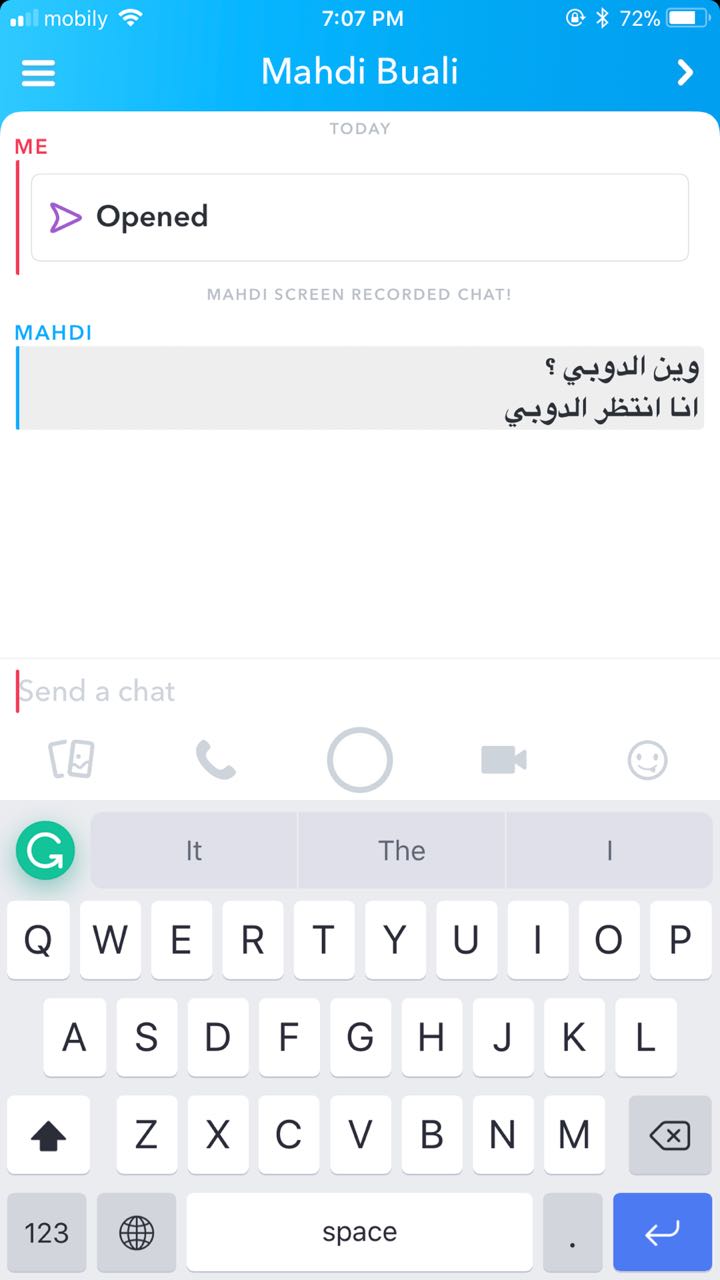 mobily 7:07 PM 72%
Mahdi Buali
TODAY
ME
Opened
MAHDI SCREEN RECORDED CHAT!
MAHDI
وين الدوبي ؟
انا انتظر الدوبي
Send a chat
It The I
Q W E R T Y U I O P
A S D F G H J K L
Z X C V B N M
123 space .